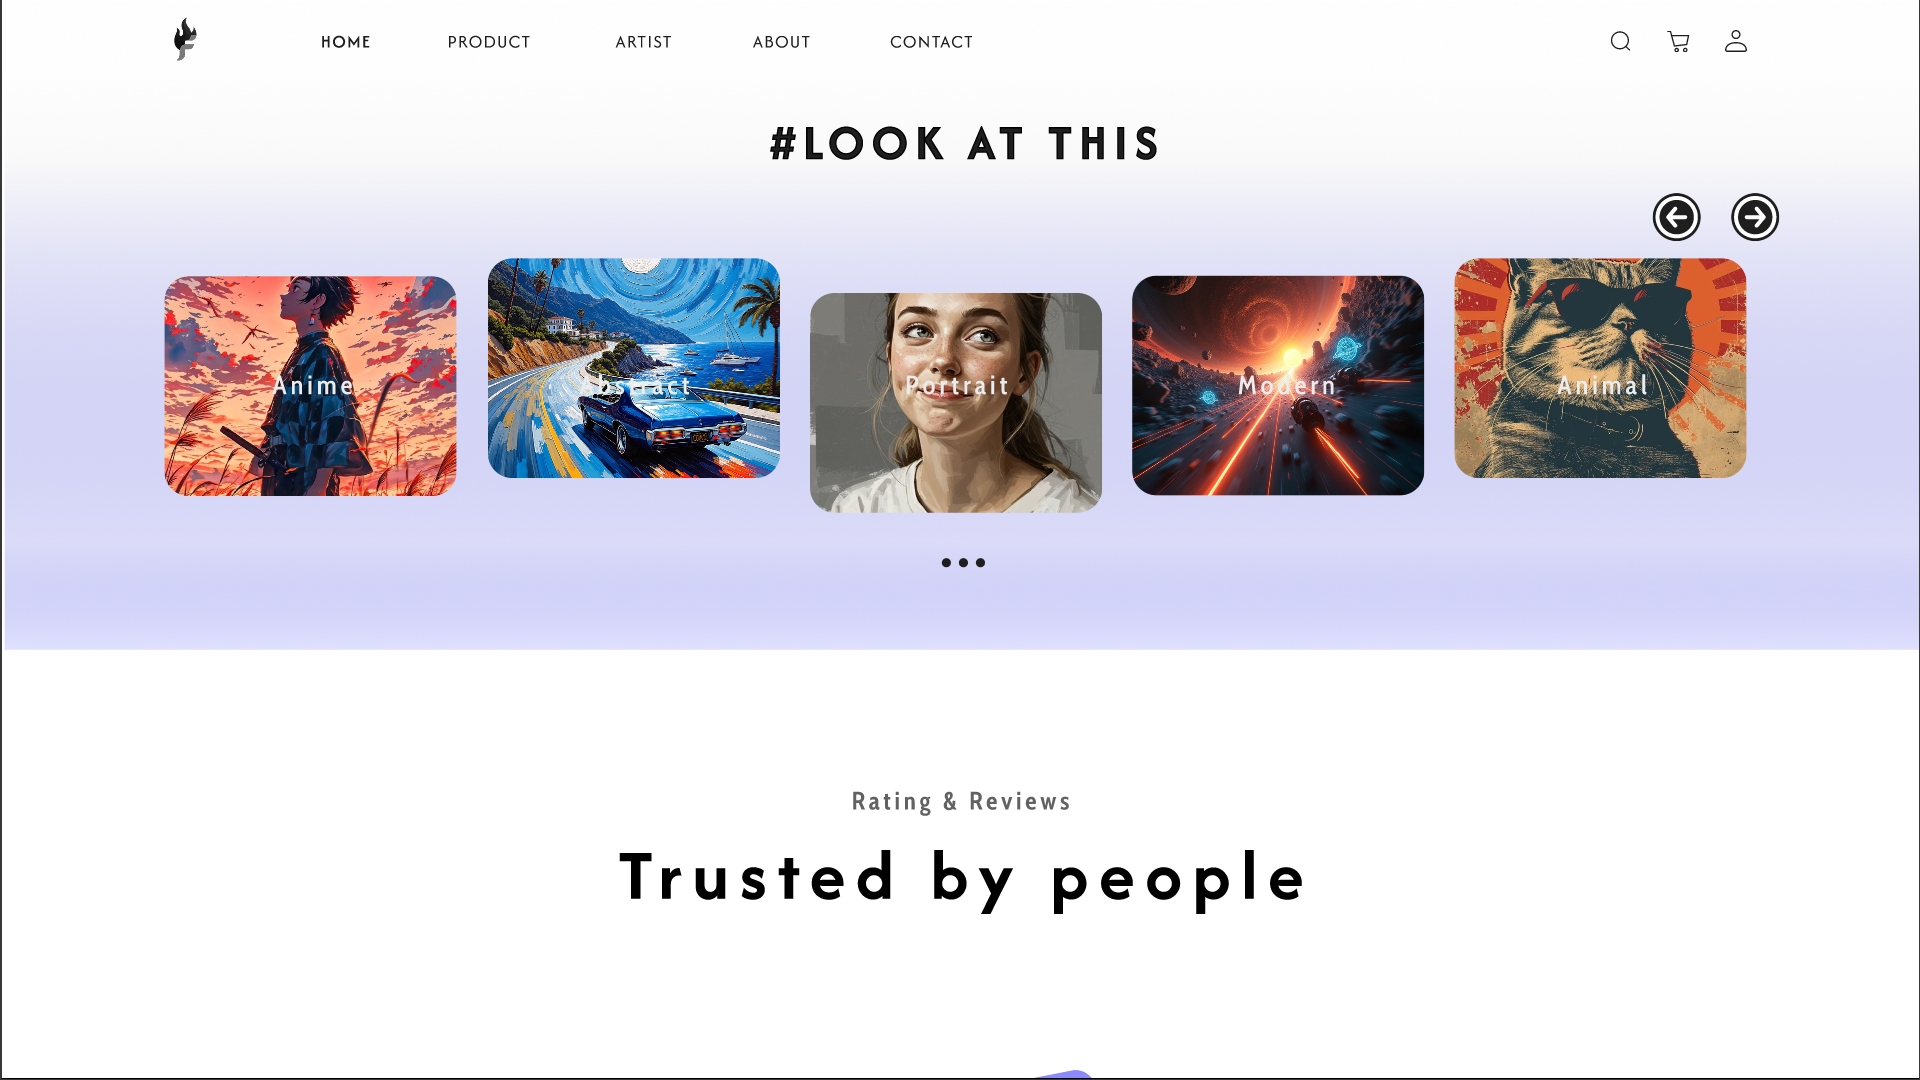 HOME PRODUCT ARTIST ABOUT CONTACT
#LOOK AT THIS
Anime Abstract Portrait Modern Animal
Rating & Reviews
Trusted by people